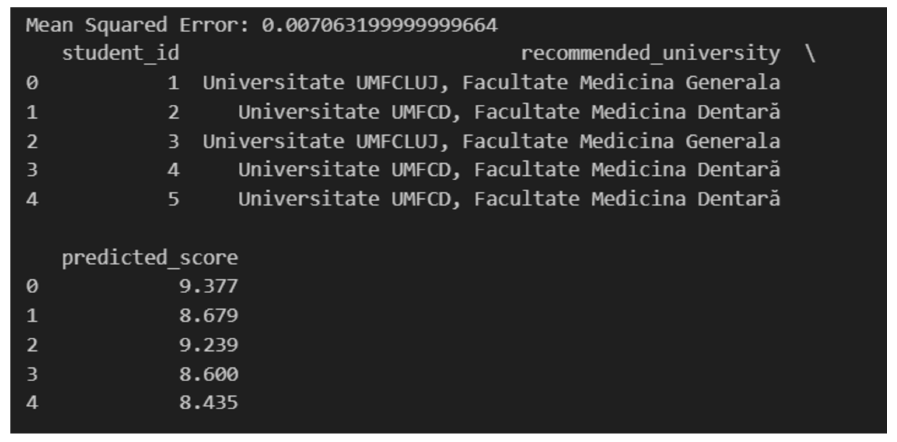 Mean Squared Error: 0.007063199999999664
student_id recommended_university \
0 1 Universitate UMFCLUJ, Facultate Medicina Generala
1 2 Universitate UMFCD, Facultate Medicina Dentară
2 3 Universitate UMFCLUJ, Facultate Medicina Generala
3 4 Universitate UMFCD, Facultate Medicina Dentară
4 5 Universitate UMFCD, Facultate Medicina Dentară
predicted_score
0 9.377
1 8.679
2 9.239
3 8.600
4 8.435